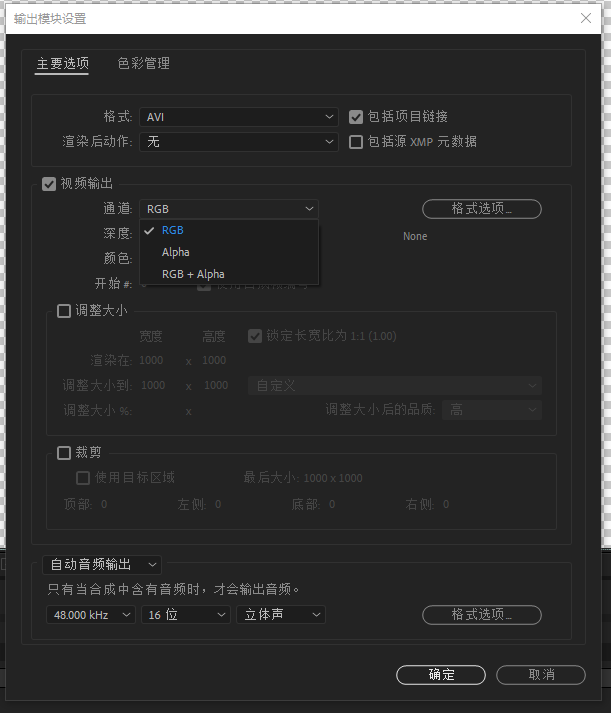 输出模块设置
主要选项 色彩管理
格式: AVI 包括项目链接
渲染后动作: 无 包括源 XMP 元数据
视频输出
通道: RGB 格式选项...
深度: RGB None
颜色: Alpha
开始 #: RGB + Alpha
调整大小
宽度 高度 锁定长宽比为 1:1 (1.00)
渲染在: 1000 x 1000
调整大小到: 1000 x 1000 自定义
调整大小 %: x 调整大小后的品质: 高
裁剪
使用目标区域 最后大小: 1000 x 1000
顶部: 0 左侧: 0 底部: 0 右侧: 0
自动音频输出
只有当合成中含有音频时，才会输出音频。
48.000 kHz 16 位 立体声 格式选项...
确定 取消